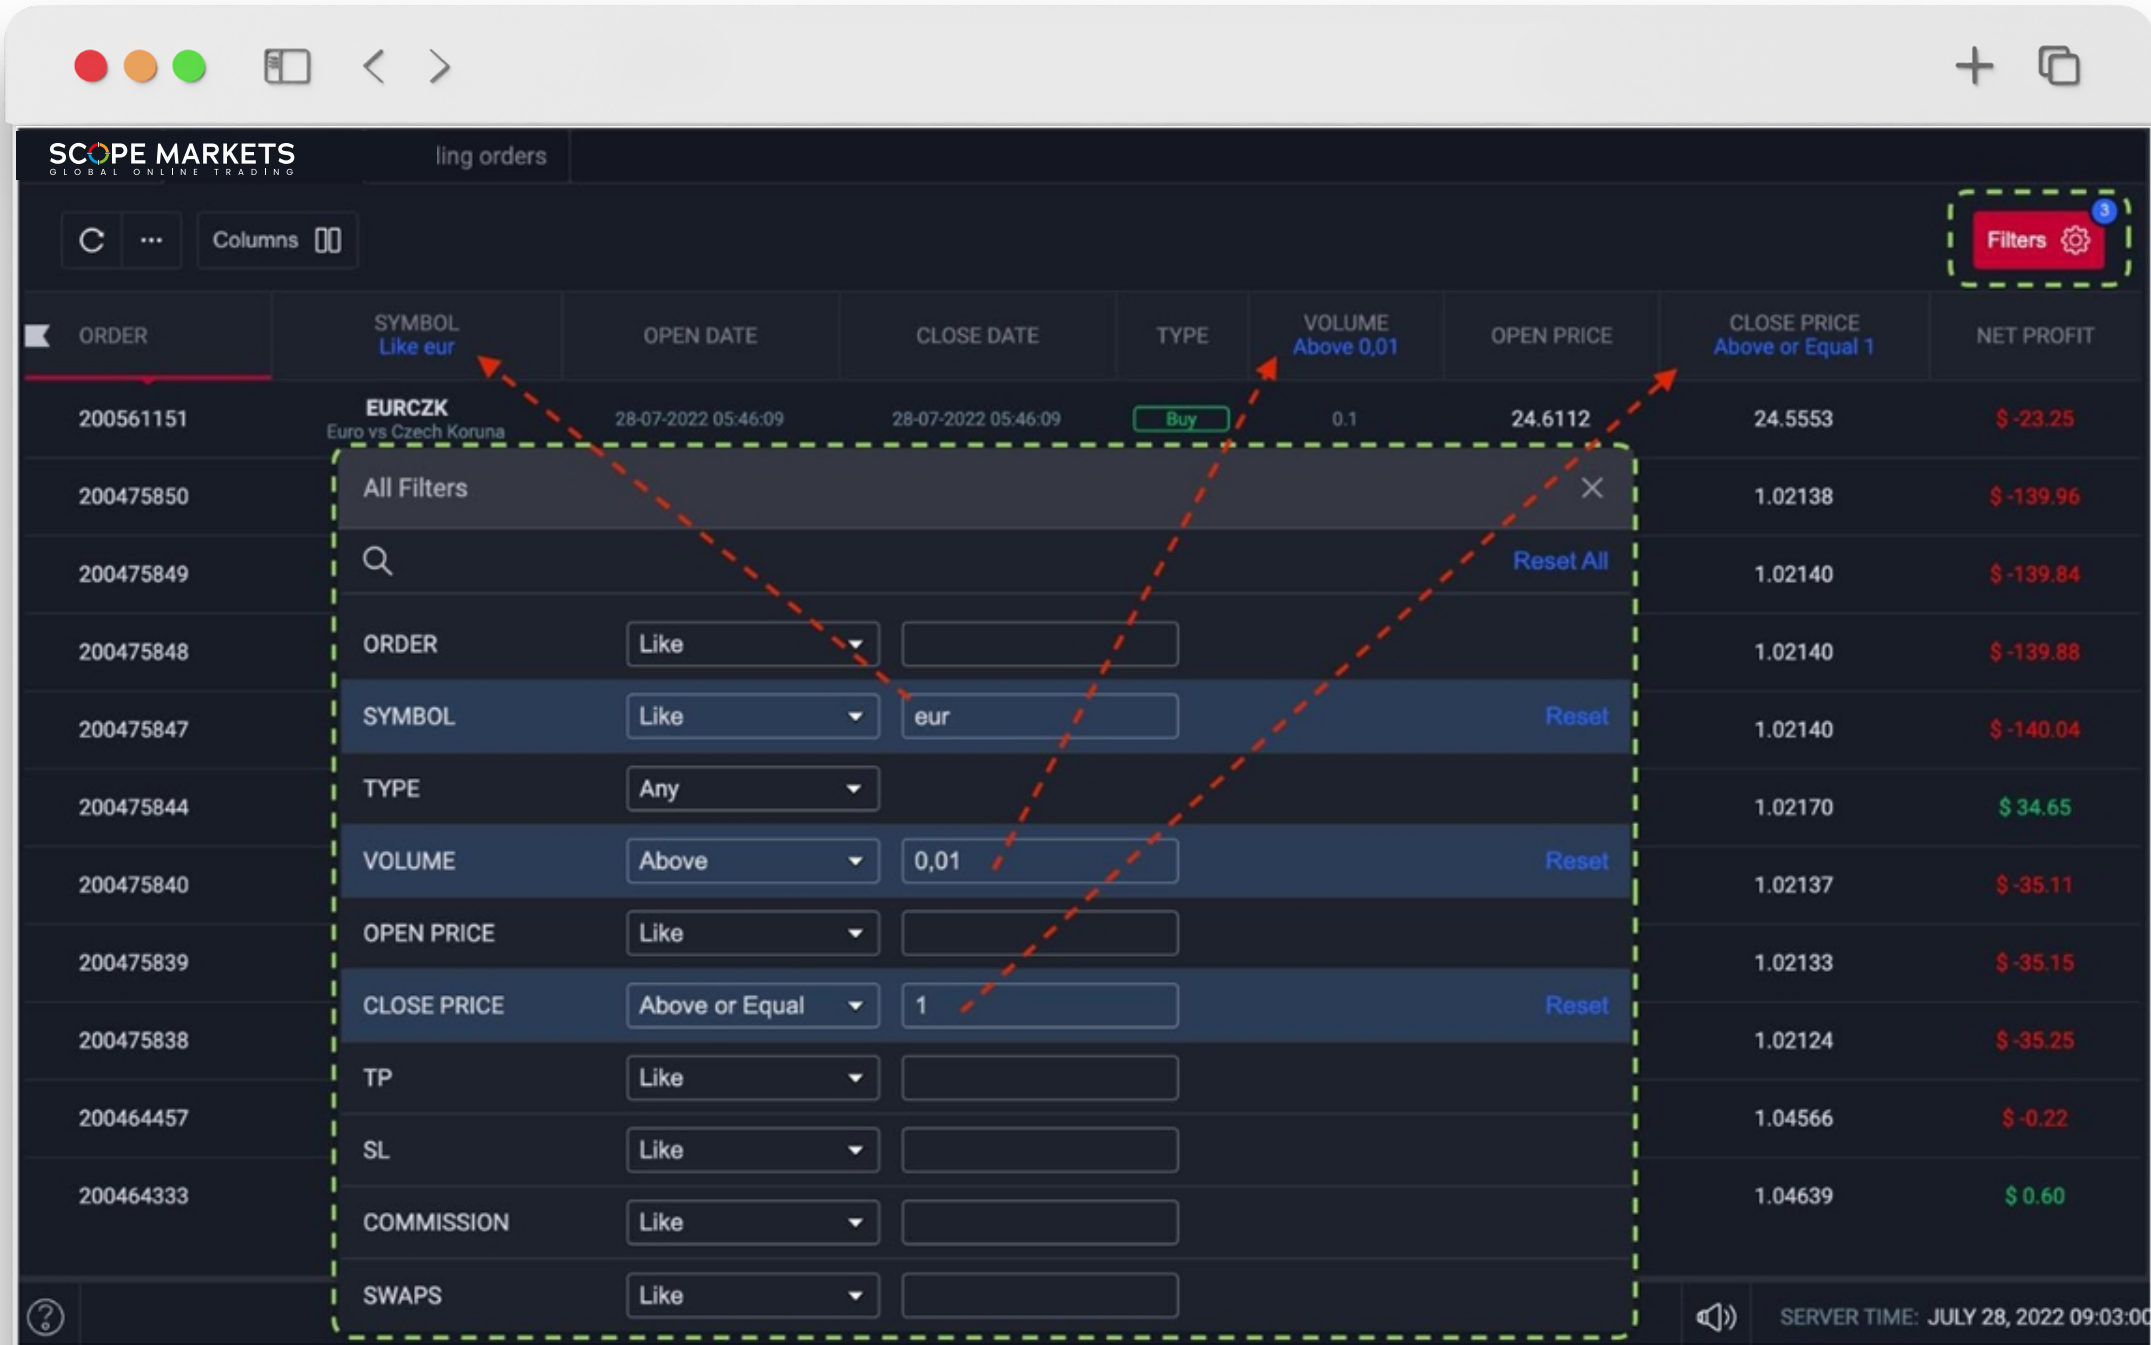 SCOPE MARKETS
GLOBAL ONLINE TRADING
ling orders
Columns
Filters
3
ORDER
SYMBOL
Like eur
OPEN DATE
CLOSE DATE
TYPE
VOLUME
Above 0,01
OPEN PRICE
CLOSE PRICE
Above or Equal 1
NET PROFIT
200561151
EURCZK
Euro vs Czech Koruna
28-07-2022 05:46:09
28-07-2022 05:46:09
Buy
0.1
24.6112
24.5553
$ -23.25
200475850
1.02138
$ -139.96
200475849
1.02140
$ -139.84
200475848
1.02140
$ -139.88
200475847
1.02140
$ -140.04
200475844
1.02170
$ 34.65
200475840
1.02137
$ -35.11
200475839
1.02133
$ -35.15
200475838
1.02124
$ -35.25
200464457
1.04566
$ -0.22
200464333
1.04639
$ 0.60
All Filters
Reset All
ORDER
Like
SYMBOL
Like
eur
Reset
TYPE
Any
VOLUME
Above
0,01
Reset
OPEN PRICE
Like
CLOSE PRICE
Above or Equal
1
Reset
TP
Like
SL
Like
COMMISSION
Like
SWAPS
Like
SERVER TIME: JULY 28, 2022 09:03:00